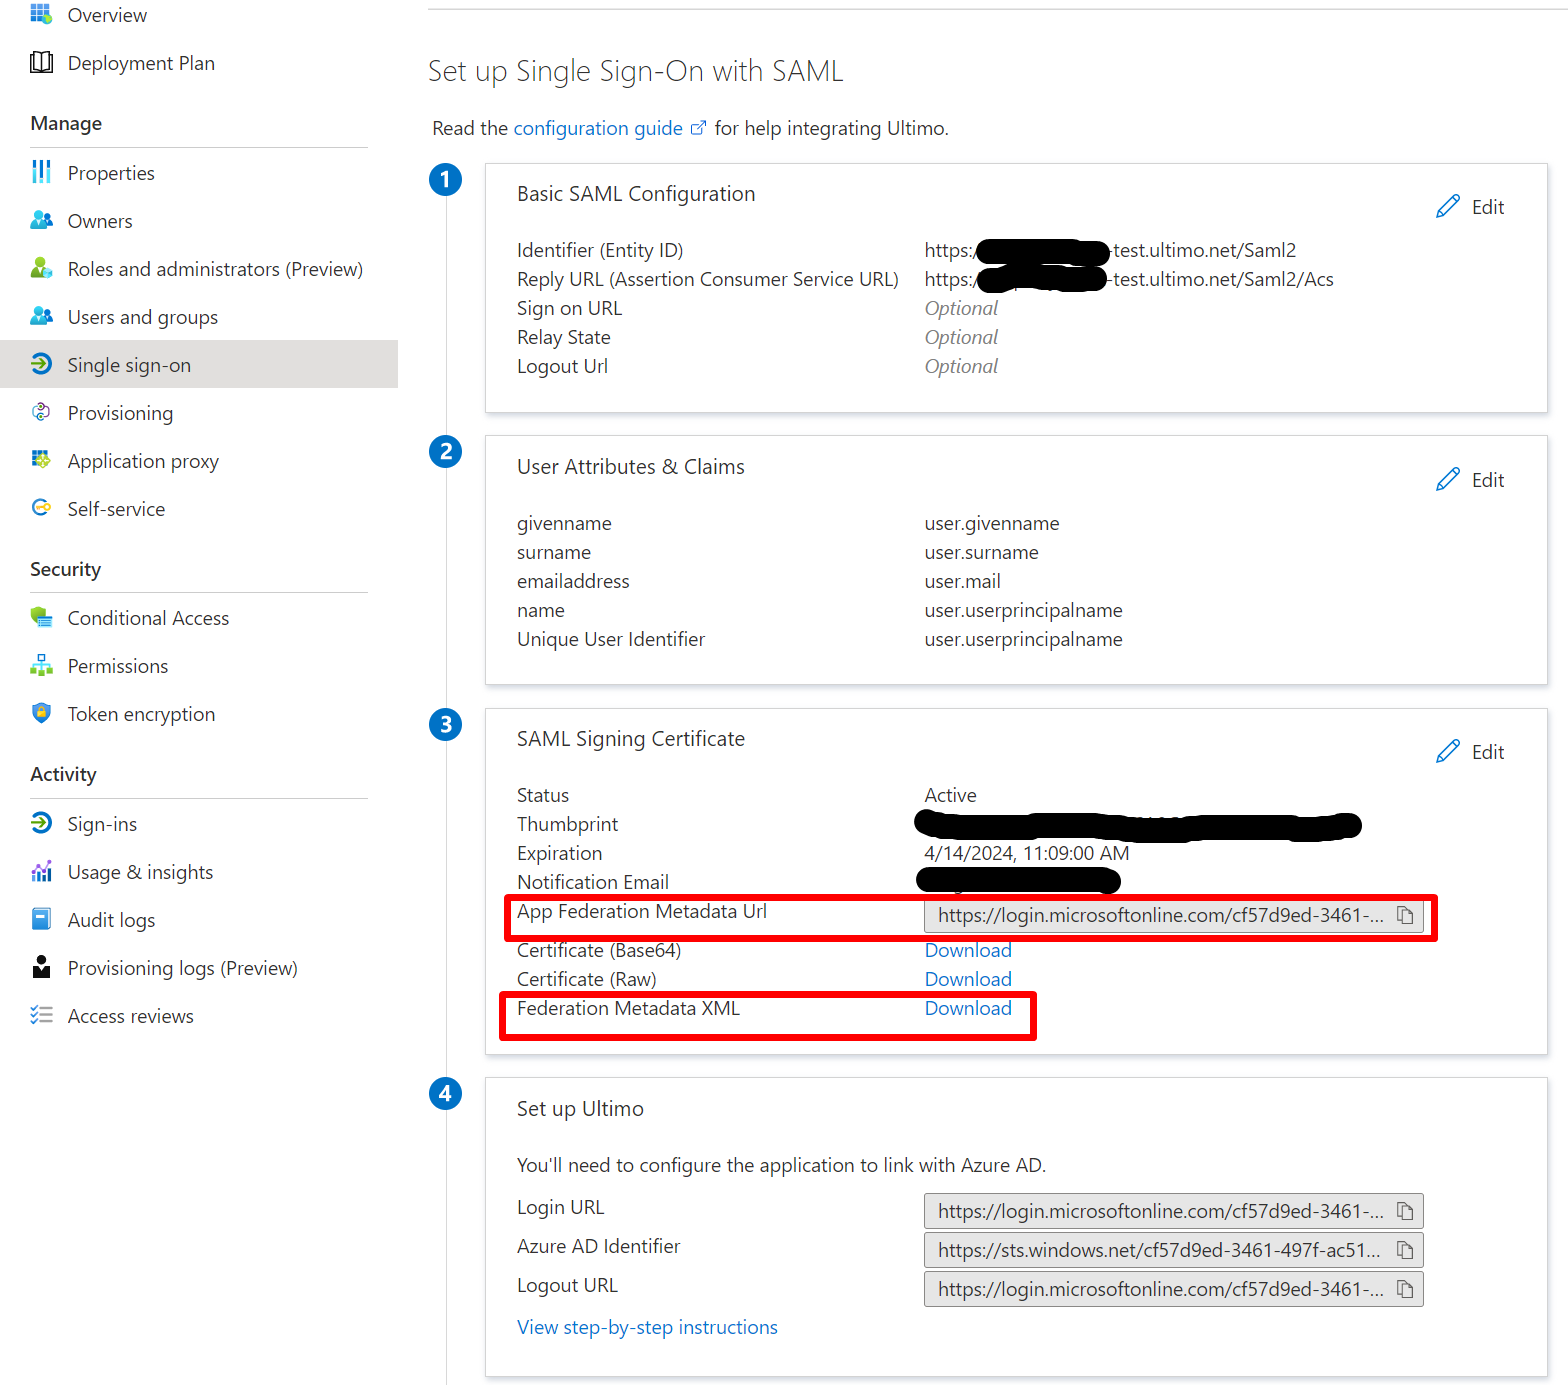 Overview
Deployment Plan
Manage
Properties
Owners
Roles and administrators (Preview)
Users and groups
Single sign-on
Provisioning
Application proxy
Self-service
Security
Conditional Access
Permissions
Token encryption
Activity
Sign-ins
Usage & insights
Audit logs
Provisioning logs (Preview)
Access reviews
Set up Single Sign-On with SAML
Read the configuration guide for help integrating Ultimo.
1
Basic SAML Configuration
Edit
Identifier (Entity ID) https:/ -test.ultimo.net/Saml2
Reply URL (Assertion Consumer Service URL) https:/ -test.ultimo.net/Saml2/Acs
Sign on URL Optional
Relay State Optional
Logout Url Optional
2
User Attributes & Claims
Edit
givenname user.givenname
surname user.surname
emailaddress user.mail
name user.userprincipalname
Unique User Identifier user.userprincipalname
3
SAML Signing Certificate
Edit
Status Active
Thumbprint
Expiration 4/14/2024, 11:09:00 AM
Notification Email
App Federation Metadata Url https://login.microsoftonline.com/cf57d9ed-3461-...
Certificate (Base64) Download
Certificate (Raw) Download
Federation Metadata XML Download
4
Set up Ultimo
You'll need to configure the application to link with Azure AD.
Login URL https://login.microsoftonline.com/cf57d9ed-3461-...
Azure AD Identifier https://sts.windows.net/cf57d9ed-3461-497f-ac51...
Logout URL https://login.microsoftonline.com/cf57d9ed-3461-...
View step-by-step instructions